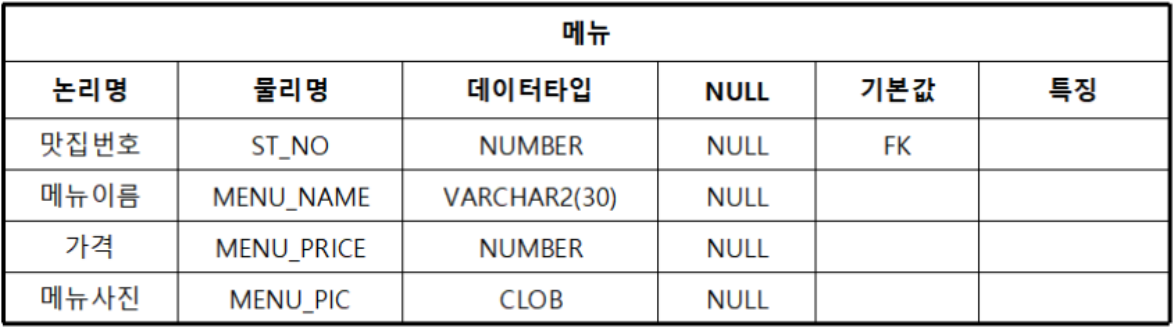 메뉴
논리명 물리명 데이터타입 NULL 기본값 특징
맛집번호 ST_NO NUMBER NULL FK
메뉴이름 MENU_NAME VARCHAR2(30) NULL
가격 MENU_PRICE NUMBER NULL
메뉴사진 MENU_PIC CLOB NULL